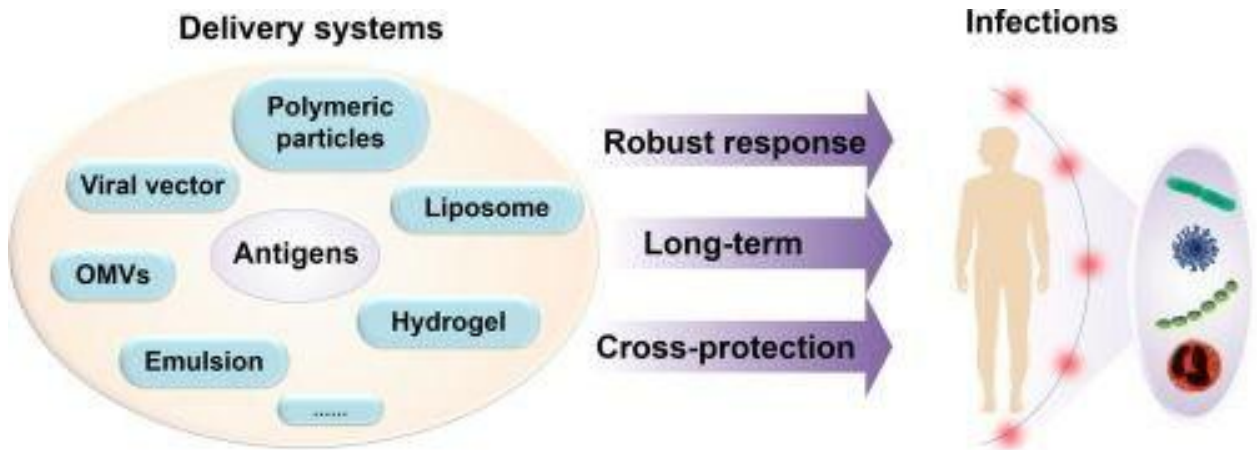 Delivery systems
Infections
Polymeric
particles
Viral vector
Liposome
Antigens
OMVs
Hydrogel
Emulsion
......
Robust response
Long-term
Cross-protection